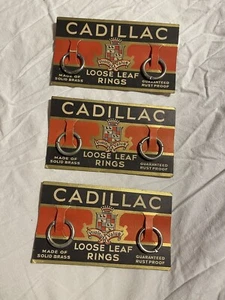 CADILLAC
LOOSE LEAF
RINGS
MADE OF
SOLID BRASS
GUARANTEED
RUST PROOF
CADILLAC
LOOSE LEAF
RINGS
MADE OF
SOLID BRASS
GUARANTEED
RUST PROOF
CADILLAC
LOOSE LEAF
RINGS
MADE OF
SOLID BRASS
GUARANTEED
RUST PROOF